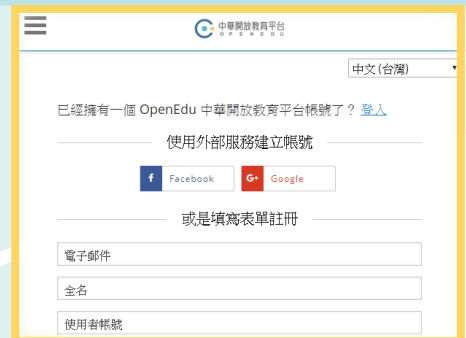 中華開放教育平台
OPENEDU
中文 (台灣)
已經擁有一個 OpenEdu 中華開放教育平台帳號了？ 登入
使用外部服務建立帳號
f Facebook
G+ Google
或是填寫表單註冊
電子郵件
全名
使用者帳號